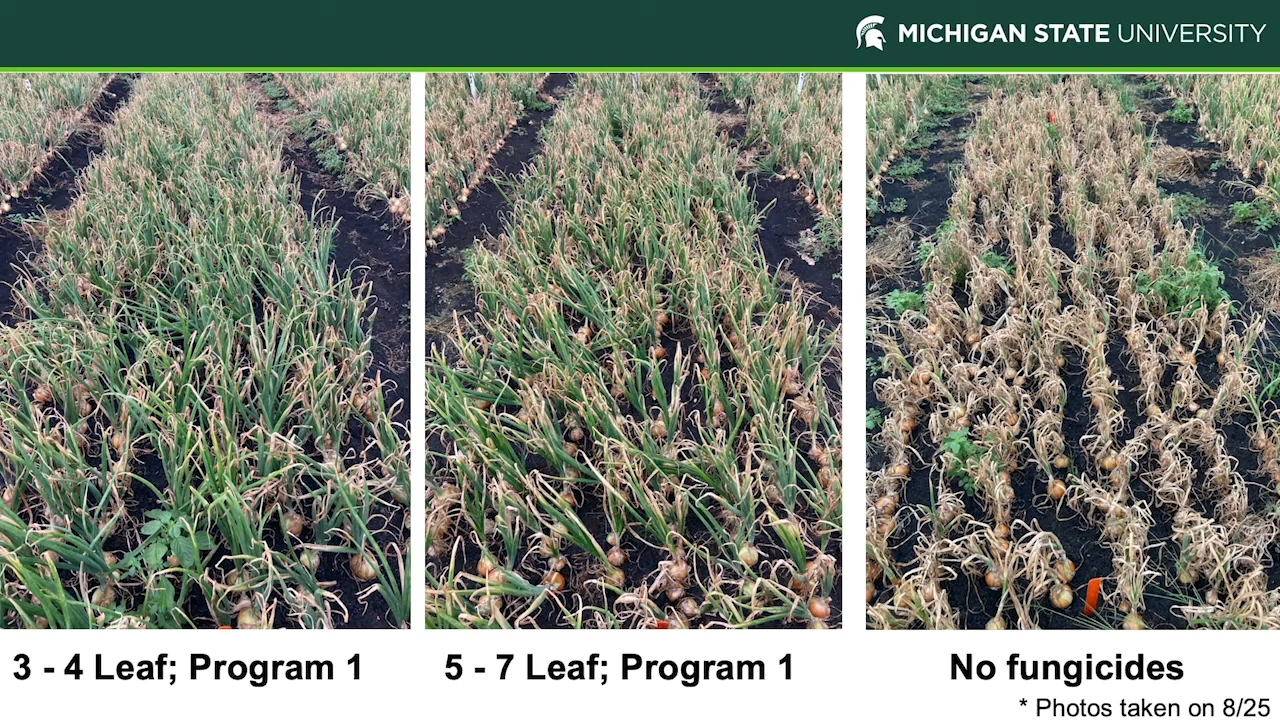 MICHIGAN STATE UNIVERSITY
3 - 4 Leaf; Program 1
5 - 7 Leaf; Program 1
No fungicides
* Photos taken on 8/25